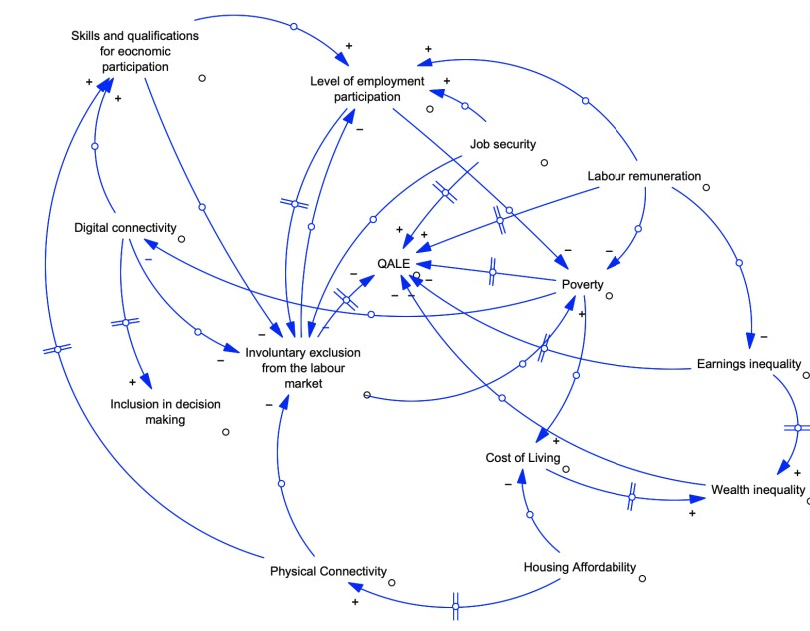 Skills and qualifications
for eocnomic
participation
Level of employment
participation
Job security
Labour remuneration
Digital connectivity
QALE
Poverty
Involuntary exclusion
from the labour
market
Earnings inequality
Inclusion in decision
making
Cost of Living
Wealth inequality
Physical Connectivity
Housing Affordability